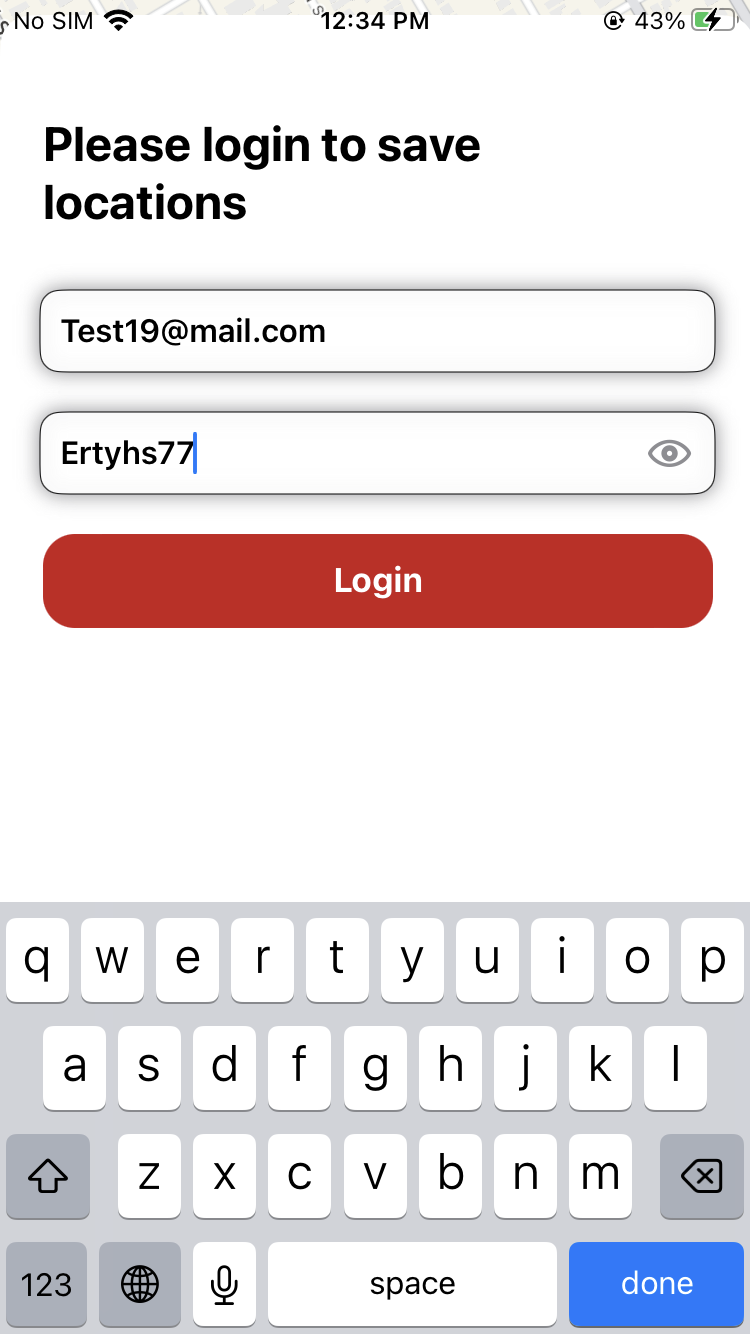 No SIM 12:34 PM 43%
Please login to save
locations
Test19@mail.com
Ertyhs77
Login
q w e r t y u i o p
a s d f g h j k l
z x c v b n m
123 space done